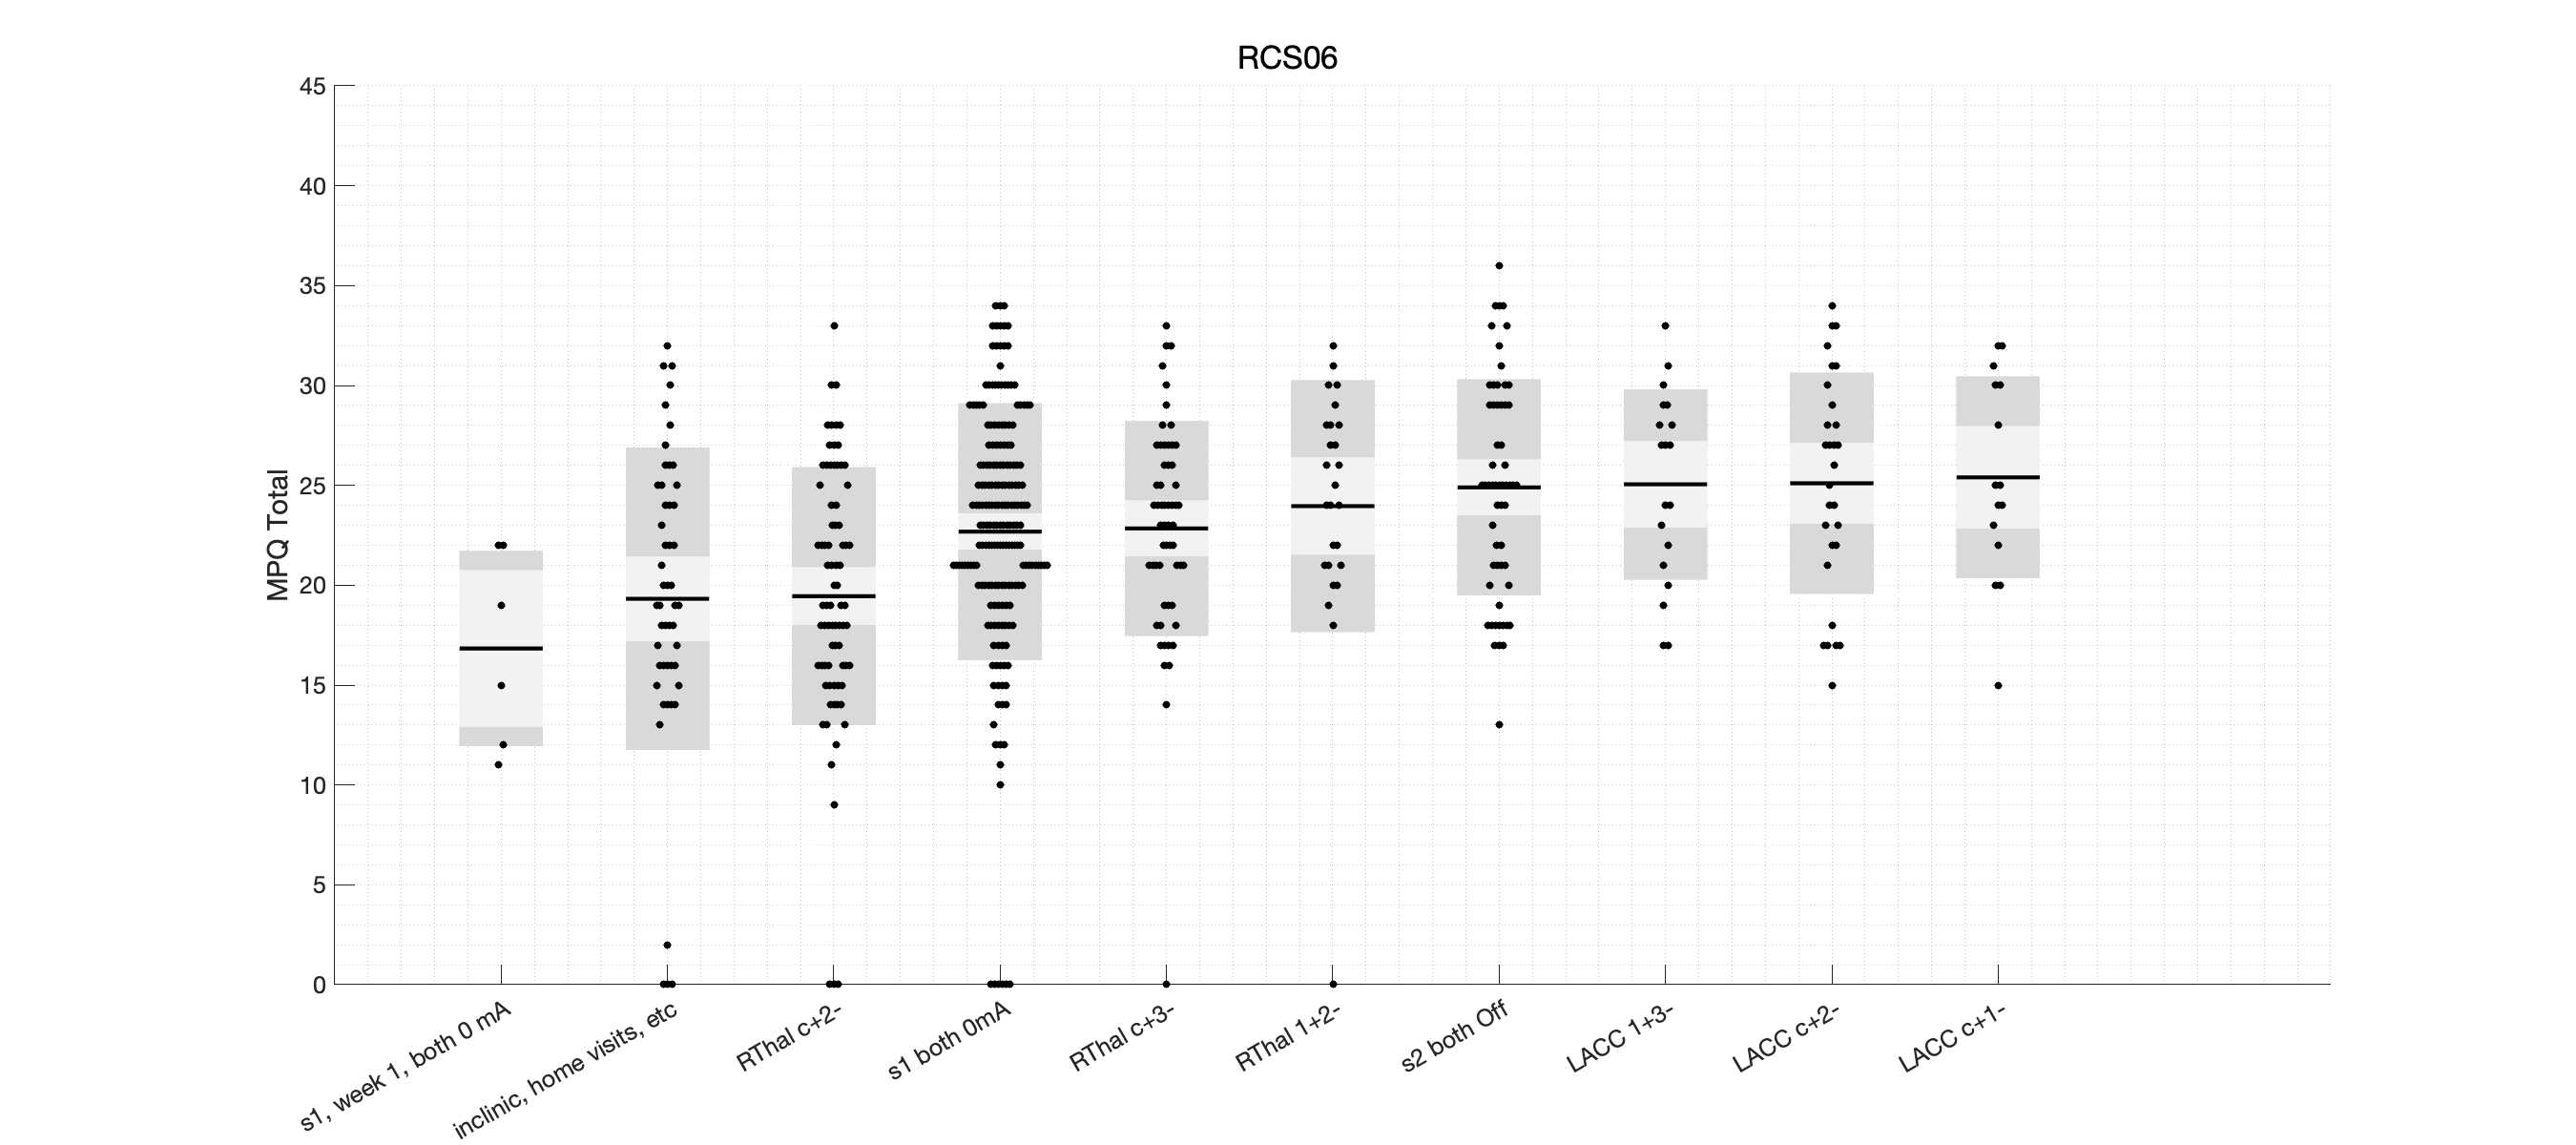 RCS06
MPQ Total
45
40
35
30
25
20
15
10
5
0
s1, week 1, both 0 mA
inclinic, home visits, etc
RThal c+2-
s1 both 0mA
RThal c+3-
RThal 1+2-
s2 both Off
LACC 1+3-
LACC c+2-
LACC c+1-